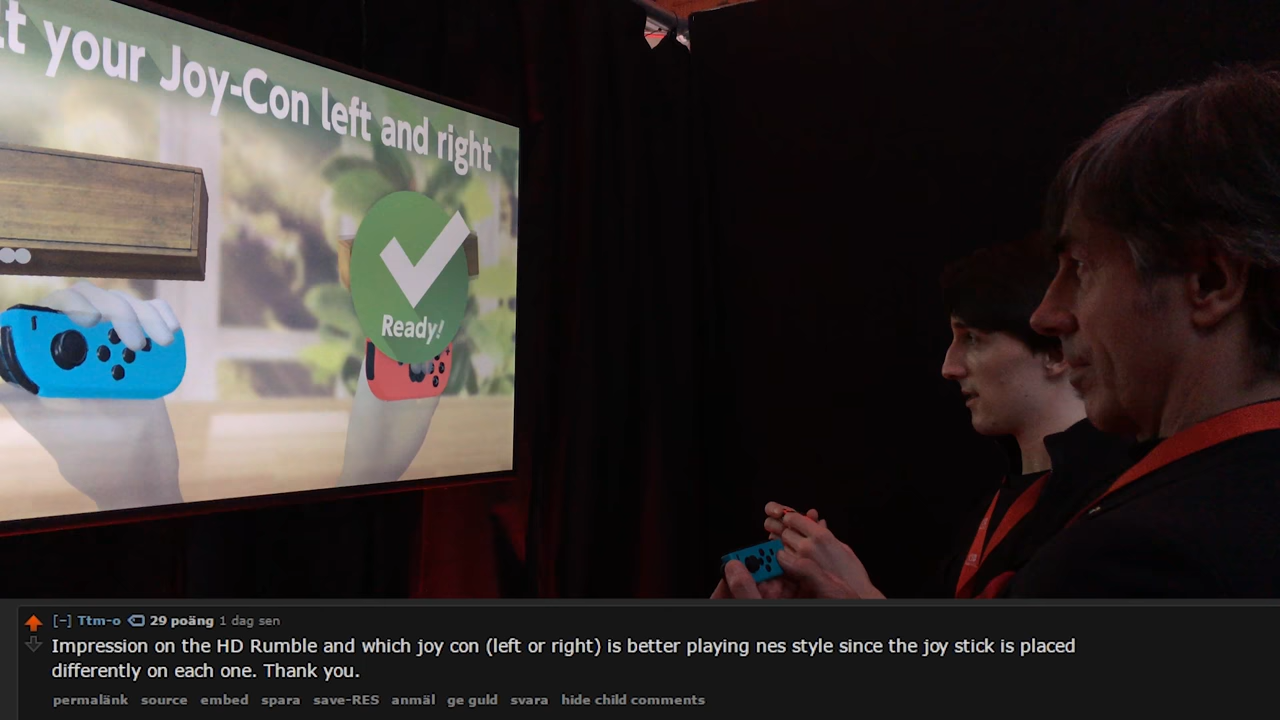 t your Joy-Con left and right
Ready!
[–] Ttm-o 29 poäng 1 dag sen
Impression on the HD Rumble and which joy con (left or right) is better playing nes style since the joy stick is placed
differently on each one. Thank you.
permalänk source embed spara save-RES anmäl ge guld svara hide child comments